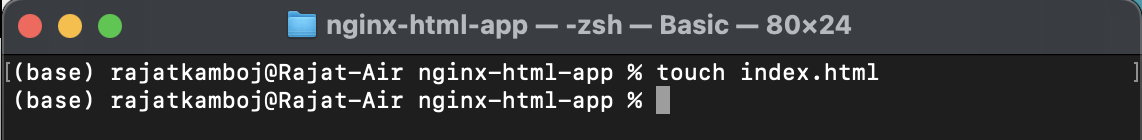 nginx-html-app — -zsh — Basic — 80×24
[(base) rajatkamboj@Rajat-Air nginx-html-app % touch index.html ]
(base) rajatkamboj@Rajat-Air nginx-html-app %